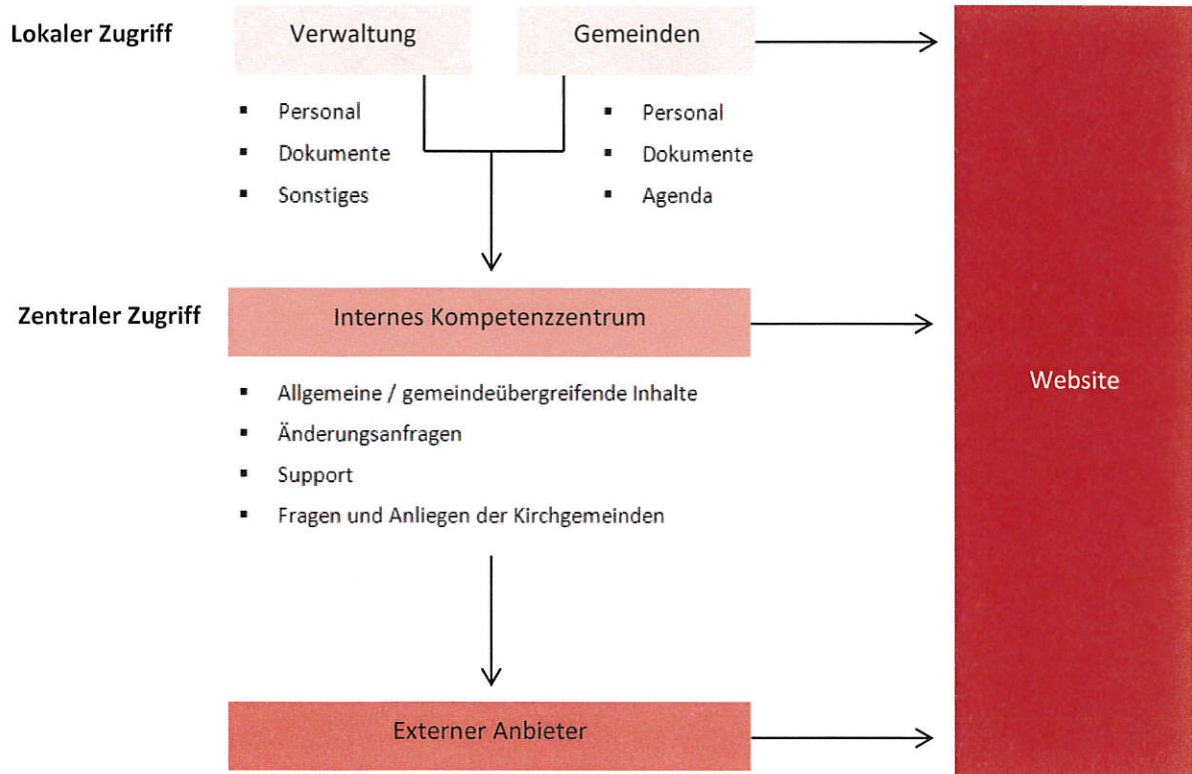 Lokaler Zugriff
Verwaltung
Gemeinden
▪ Personal
▪ Dokumente
▪ Sonstiges
▪ Personal
▪ Dokumente
▪ Agenda
Zentraler Zugriff
Internes Kompetenzzentrum
▪ Allgemeine / gemeindeübergreifende Inhalte
▪ Änderungsanfragen
▪ Support
▪ Fragen und Anliegen der Kirchgemeinden
Website
Externer Anbieter